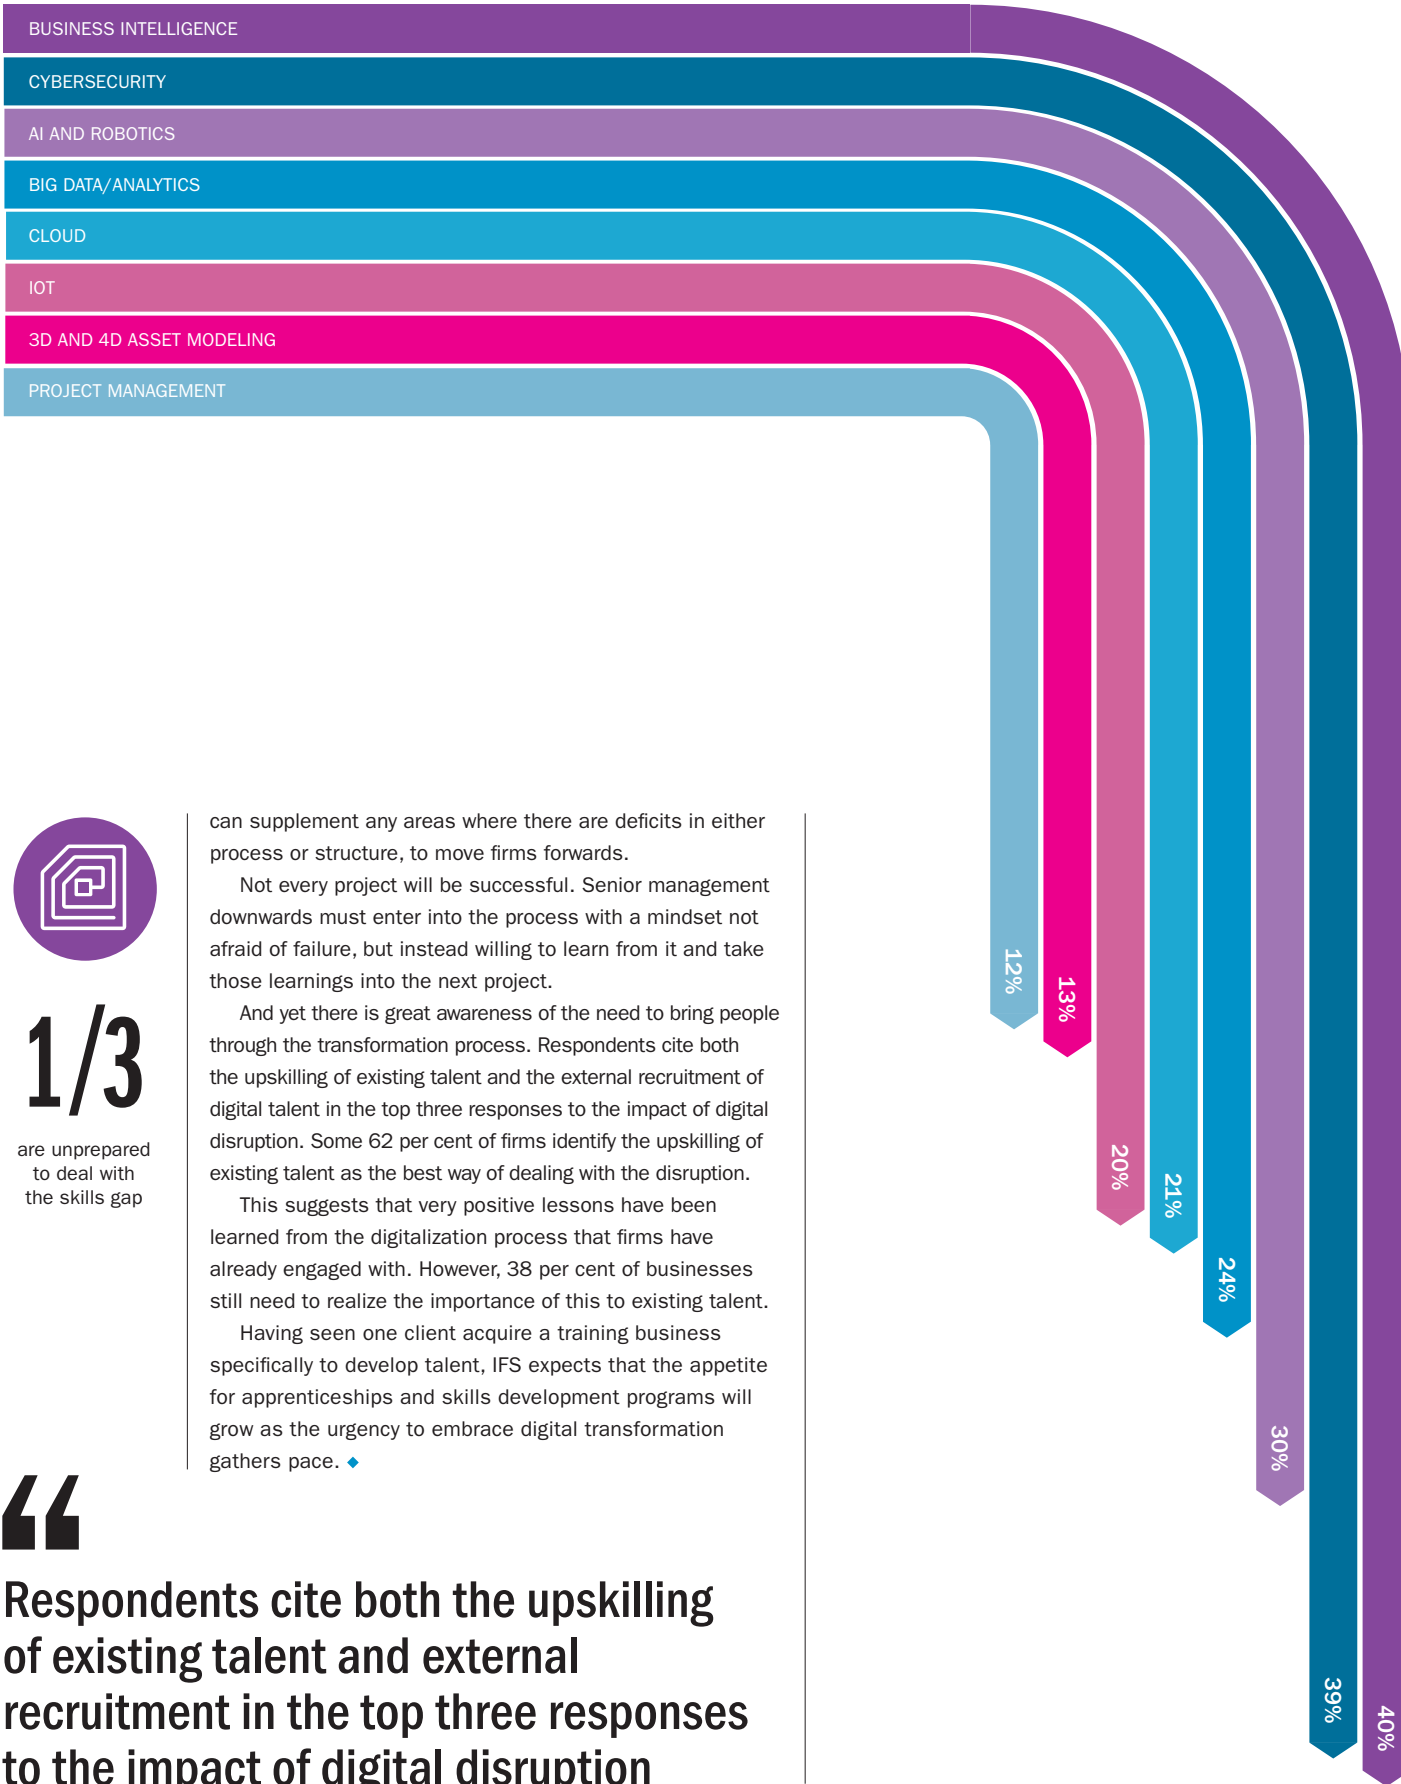 BUSINESS INTELLIGENCE
CYBERSECURITY
AI AND ROBOTICS
BIG DATA/ANALYTICS
CLOUD
IOT
3D AND 4D ASSET MODELING
PROJECT MANAGEMENT
12%
13%
20%
21%
24%
30%
39%
40%
1/3
are unprepared
to deal with
the skills gap
can supplement any areas where there are deficits in either
process or structure, to move firms forwards.
Not every project will be successful. Senior management
downwards must enter into the process with a mindset not
afraid of failure, but instead willing to learn from it and take
those learnings into the next project.
And yet there is great awareness of the need to bring people
through the transformation process. Respondents cite both
the upskilling of existing talent and the external recruitment of
digital talent in the top three responses to the impact of digital
disruption. Some 62 per cent of firms identify the upskilling of
existing talent as the best way of dealing with the disruption.
This suggests that very positive lessons have been
learned from the digitalization process that firms have
already engaged with. However, 38 per cent of businesses
still need to realize the importance of this to existing talent.
Having seen one client acquire a training business
specifically to develop talent, IFS expects that the appetite
for apprenticeships and skills development programs will
grow as the urgency to embrace digital transformation
gathers pace. ◆
“
Respondents cite both the upskilling
of existing talent and external
recruitment in the top three responses
to the impact of digital disruption